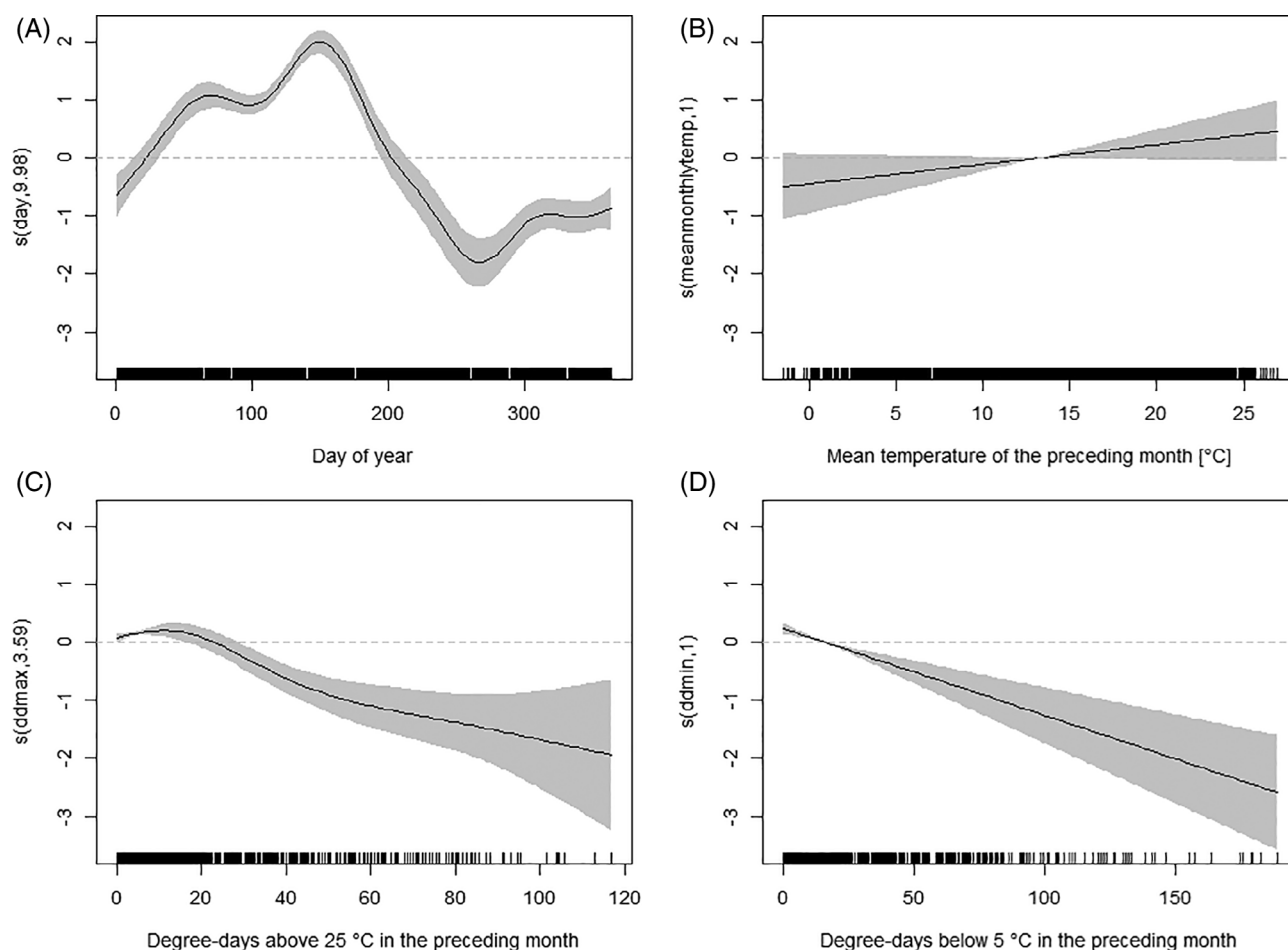 (A)
2
1
0
-1
-2
-3
s(day,9.98)
0 100 200 300
Day of year
(B)
2
1
0
-1
-2
-3
s(meanmonthlytemp,1)
0 5 10 15 20 25
Mean temperature of the preceding month [°C]
(C)
2
1
0
-1
-2
-3
s(ddmax,3.59)
0 20 40 60 80 100 120
Degree-days above 25 °C in the preceding month
(D)
2
1
0
-1
-2
-3
s(ddmin,1)
0 50 100 150
Degree-days below 5 °C in the preceding month